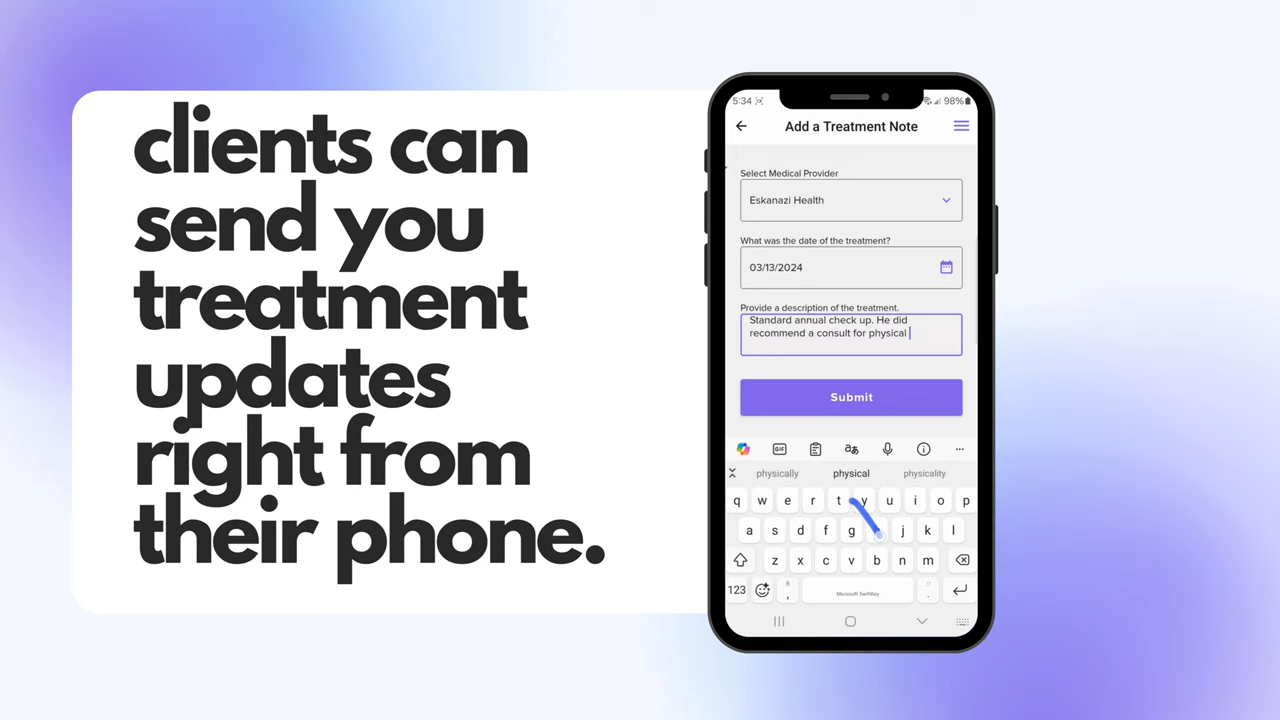 clients can
send you
treatment
updates
right from
their phone.
5:34
98%
Add a Treatment Note
Select Medical Provider
Eskanazi Health
What was the date of the treatment?
03/13/2024
Provide a description of the treatment.
Standard annual check up. He did
recommend a consult for physical
Submit
GIF
physically physical physicality
q w e r t y u i o p
a s d f g j k l
z x c v b n m
123 , Microsoft SwiftKey .